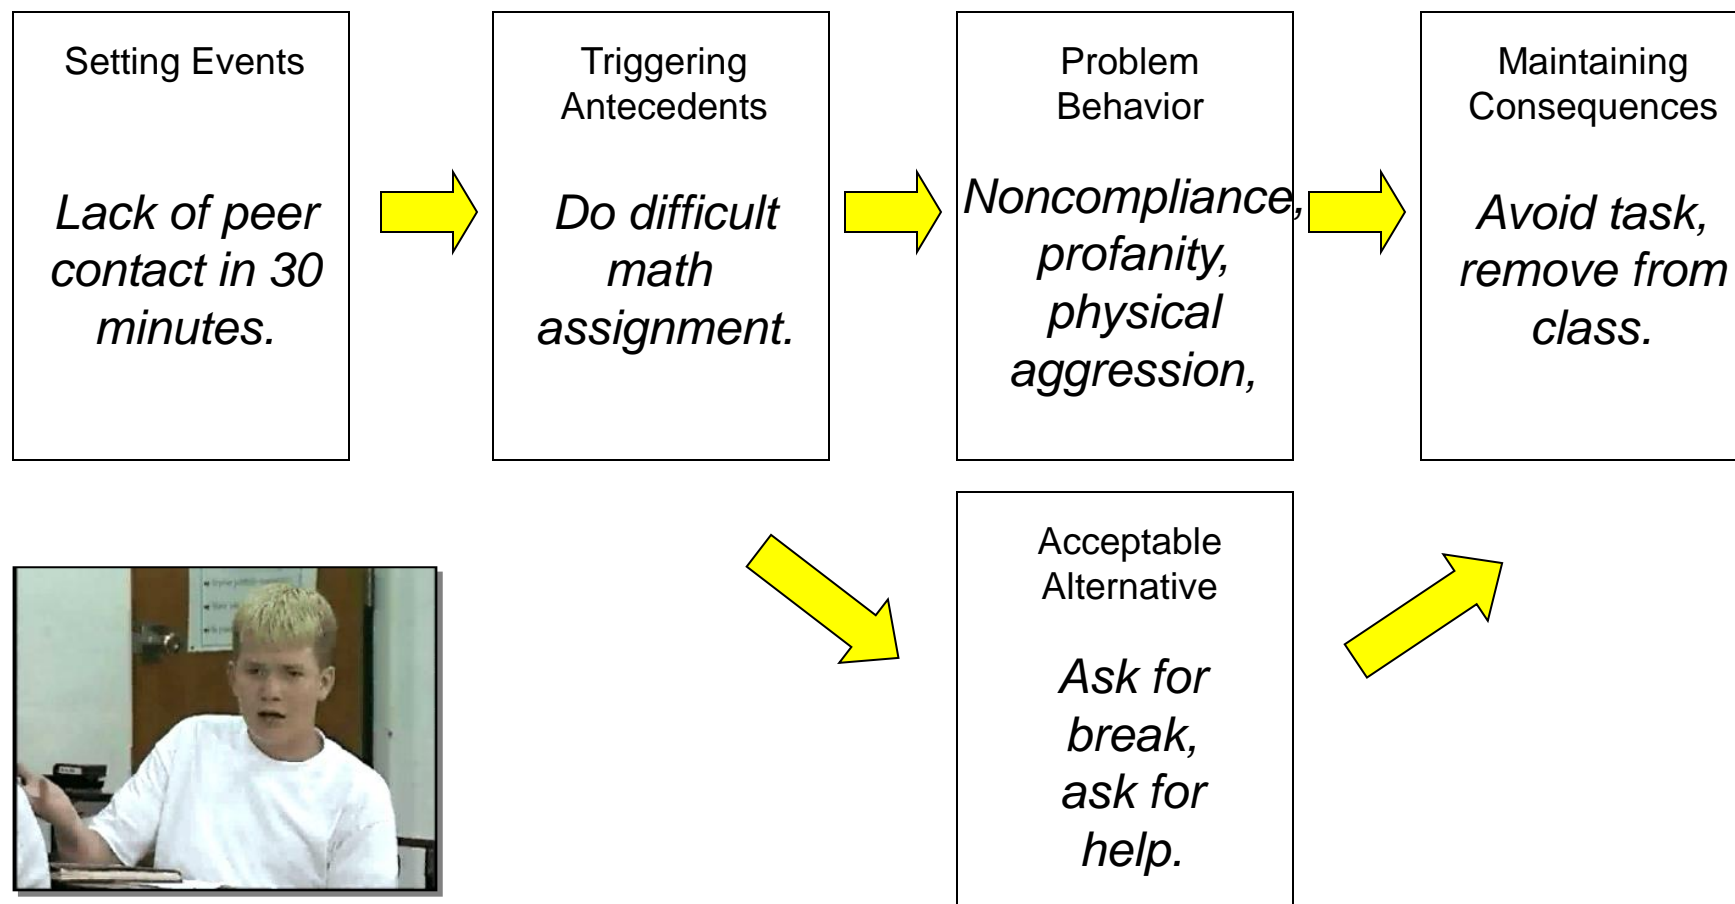 Setting Events
Lack of peer
contact in 30
minutes.
Triggering
Antecedents
Do difficult
math
assignment.
Problem
Behavior
Noncompliance,
profanity,
physical
aggression,
Maintaining
Consequences
Avoid task,
remove from
class.
Acceptable
Alternative
Ask for
break,
ask for
help.